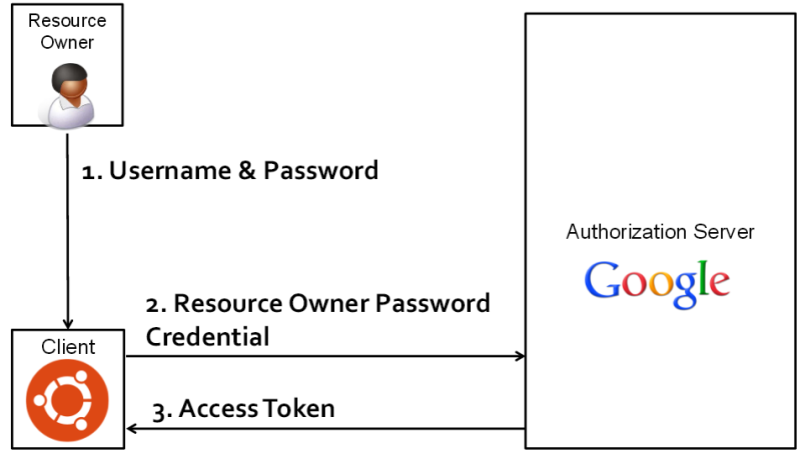 Resource
Owner
1. Username & Password
Authorization Server
Google
2. Resource Owner Password
Credential
Client
3. Access Token